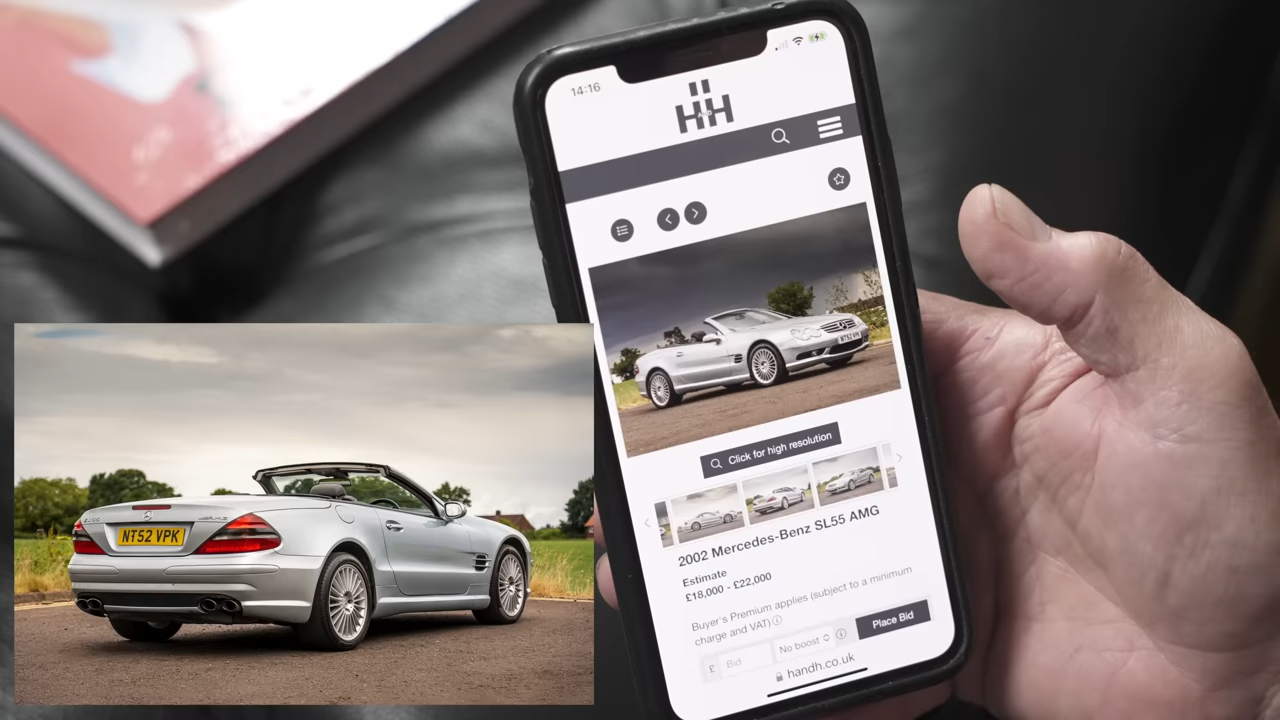 14:16
H&H
Click for high resolution
2002 Mercedes-Benz SL55 AMG
Estimate
£18,000 - £22,000
Buyer's Premium applies (subject to a minimum
charge and VAT)
£ Bid
No boost
Place Bid
handh.co.uk
NT52 VPK